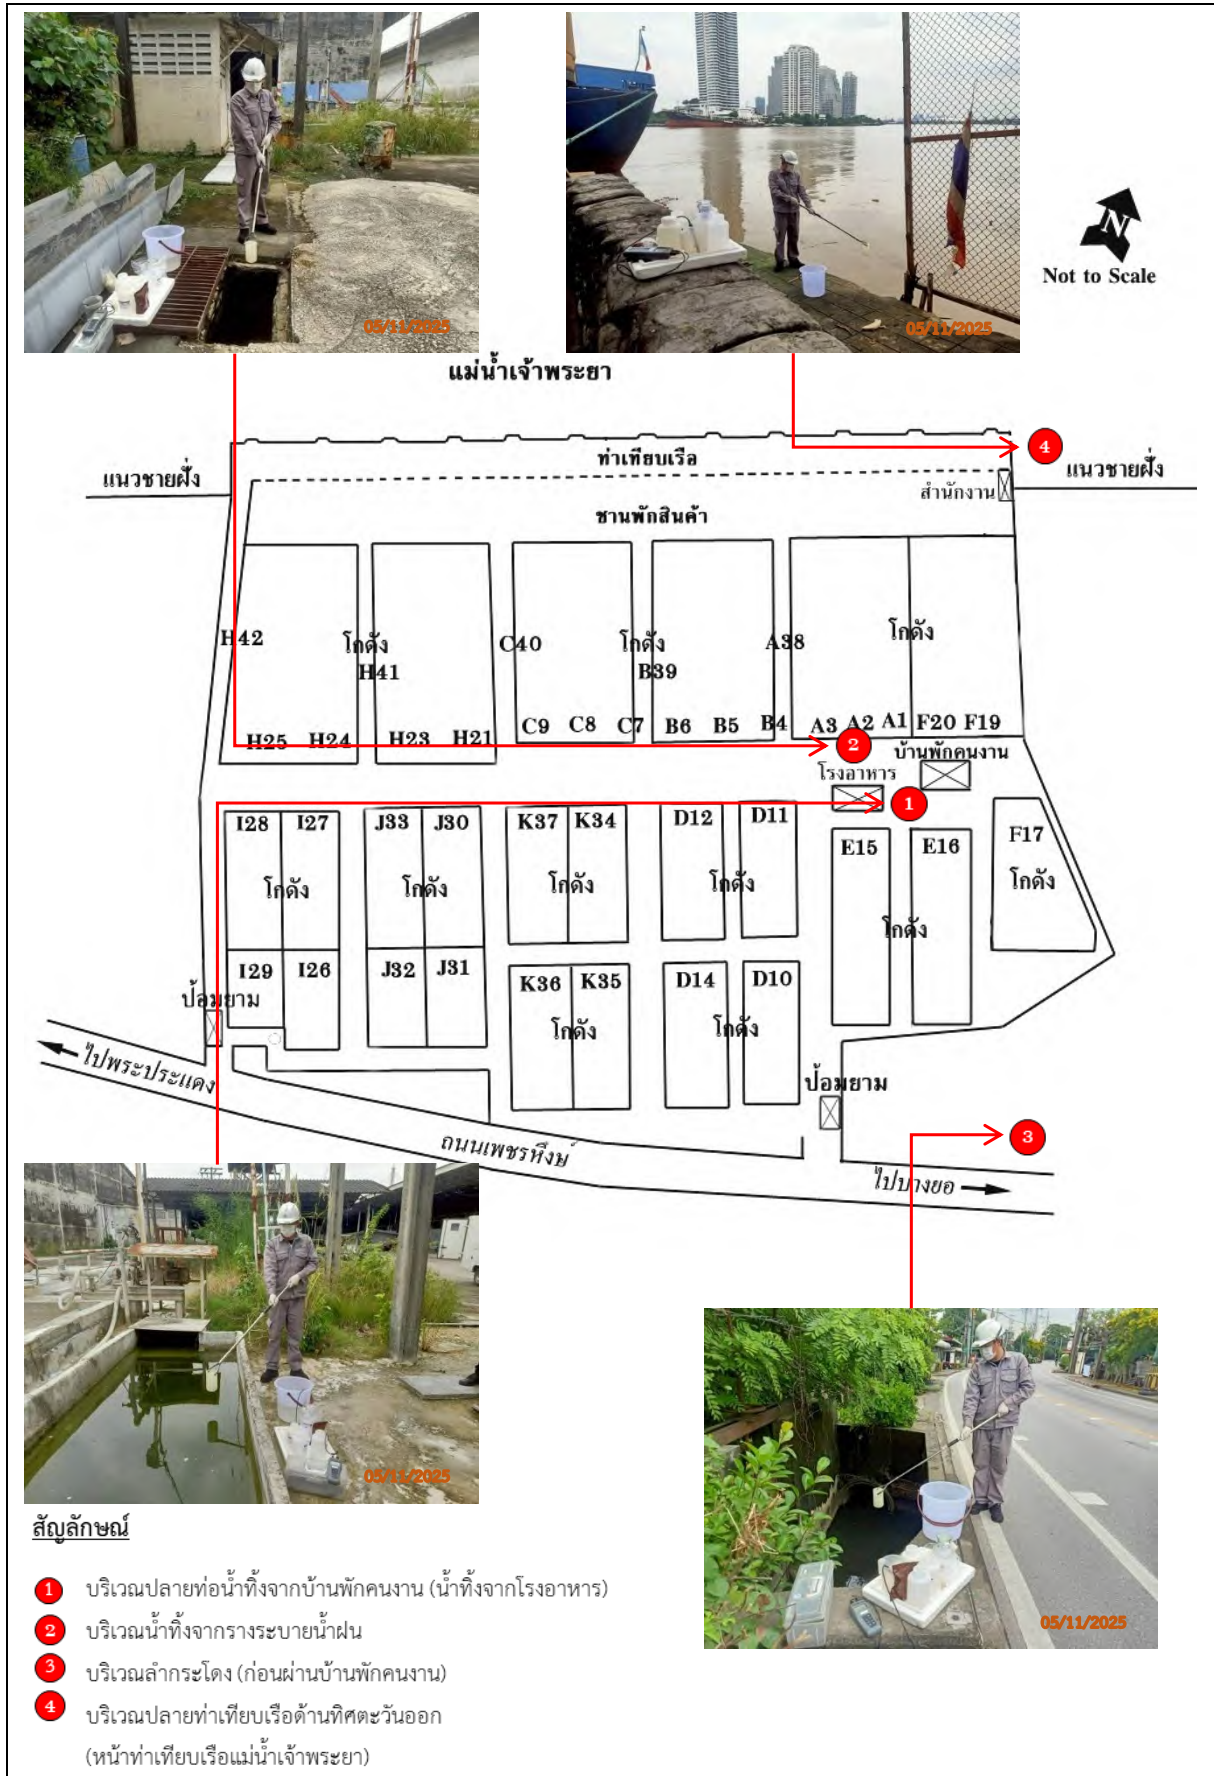 05/11/2025
05/11/2025
N
Not to Scale
แม่น้ำเจ้าพระยา
4
ท่าเทียบเรือ
แนวชายฝั่ง
แนวชายฝั่ง
สำนักงาน
ชานพักสินค้า
H42
โกดัง
H41
C40
โกดัง
B39
A38
โกดัง
H25 H24 H23 H21 C9 C8 C7 B6 B5 B4 A3 A2 A1 F20 F19
2
บ้านพักคนงาน
โรงอาหาร
1
I28 I27 J33 J30 K37 K34 D12 D11 E15 E16 F17
โกดัง โกดัง โกดัง โกดัง โกดัง โกดัง
I29 I26 J32 J31 K36 K35 D14 D10
ป้อมยาม
โกดัง โกดัง
ไปพระประแดง
ป้อมยาม
3
ถนนเพชรหึงษ์
ไปบางยอ
05/11/2025
05/11/2025
สัญลักษณ์
1 บริเวณปลายท่อน้ำทิ้งจากบ้านพักคนงาน (น้ำทิ้งจากโรงอาหาร)
2 บริเวณน้ำทิ้งจากรางระบายน้ำฝน
3 บริเวณลำกระโดง (ก่อนผ่านบ้านพักคนงาน)
4 บริเวณปลายท่าเทียบเรือด้านทิศตะวันออก
(หน้าท่าเทียบเรือแม่น้ำเจ้าพระยา)